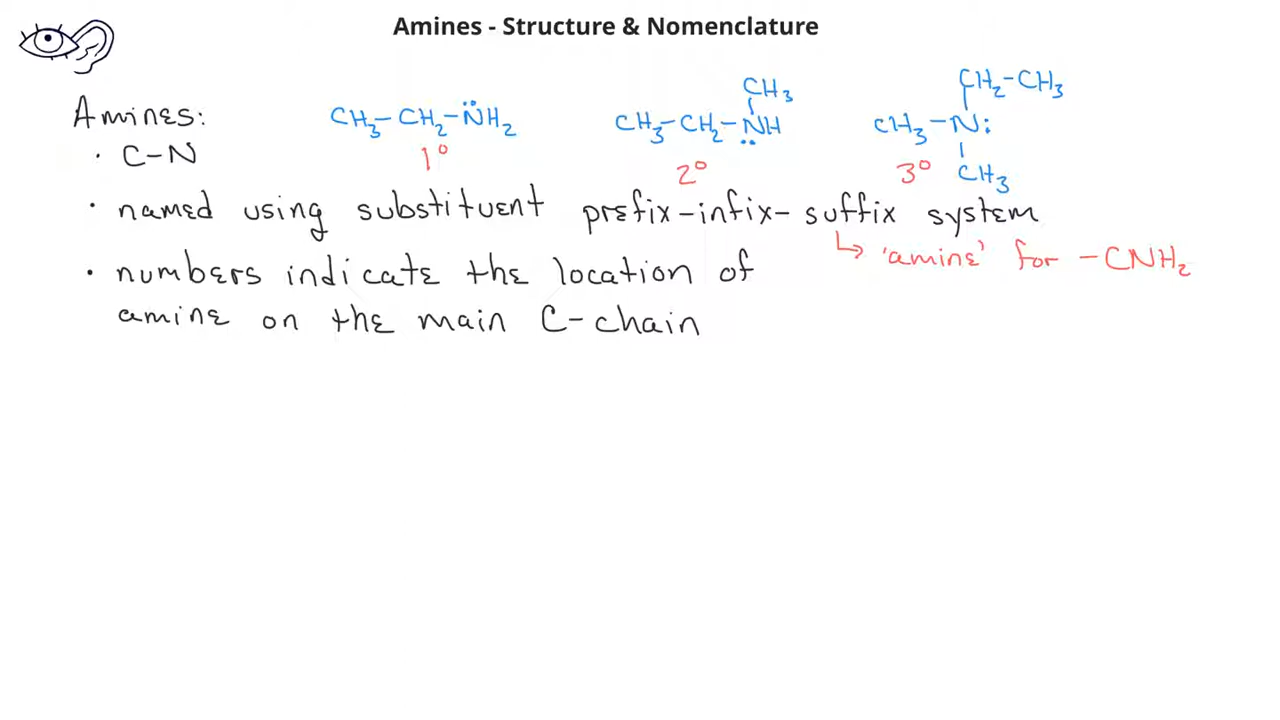 Amines - Structure & Nomenclature
CH₂-CH₃
CH₃
Amines: CH₃-CH₂-N̈H₂ CH₃-CH₂-NH CH₃-N:
· C-N 1° 2° 3° CH₃
· named using substituent prefix-infix-suffix system
↳ 'amine' for -CNH₂
· numbers indicate the location of
amine on the main C-chain